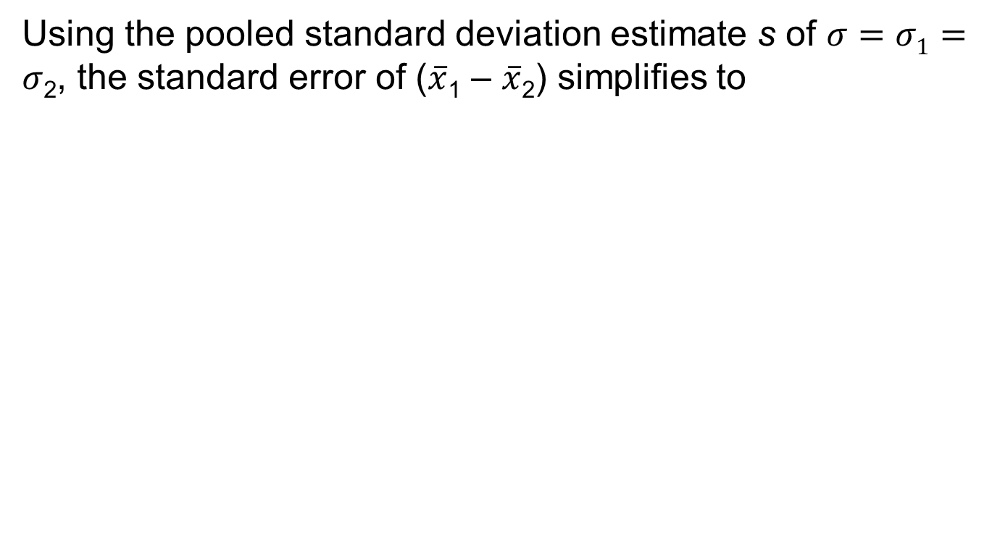 Using the pooled standard deviation estimate s of σ = σ₁ =
σ₂, the standard error of (x̄₁ − x̄₂) simplifies to